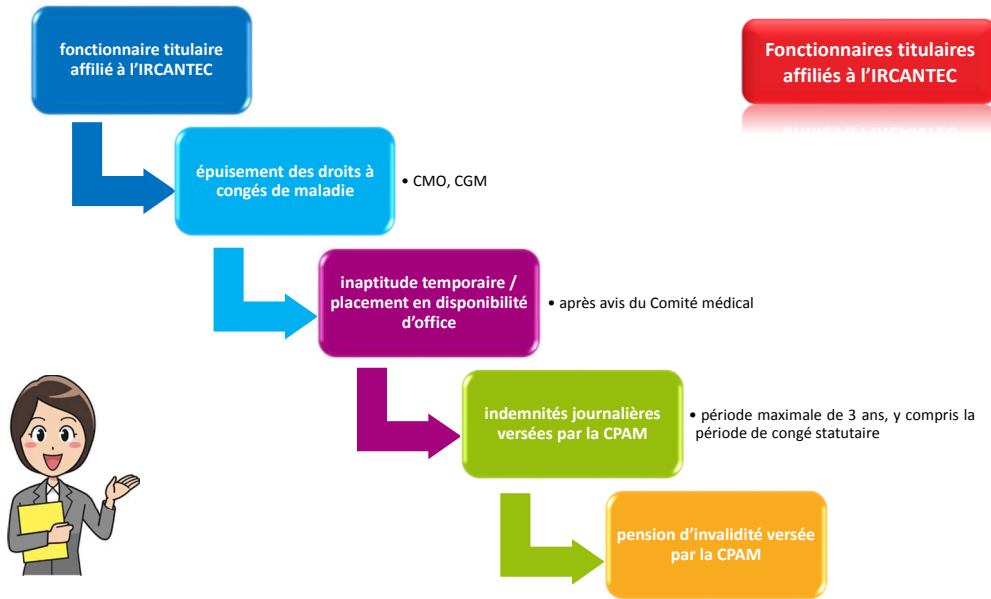 fonctionnaire titulaire
affilié à l'IRCANTEC
Fonctionnaires titulaires
affiliés à l'IRCANTEC
épuisement des droits à
congés de maladie
• CMO, CGM
inaptitude temporaire /
placement en disponibilité
d'office
• après avis du Comité médical
indemnités journalières
versées par la CPAM
• période maximale de 3 ans, y compris la
période de congé statutaire
pension d'invalidité versée
par la CPAM